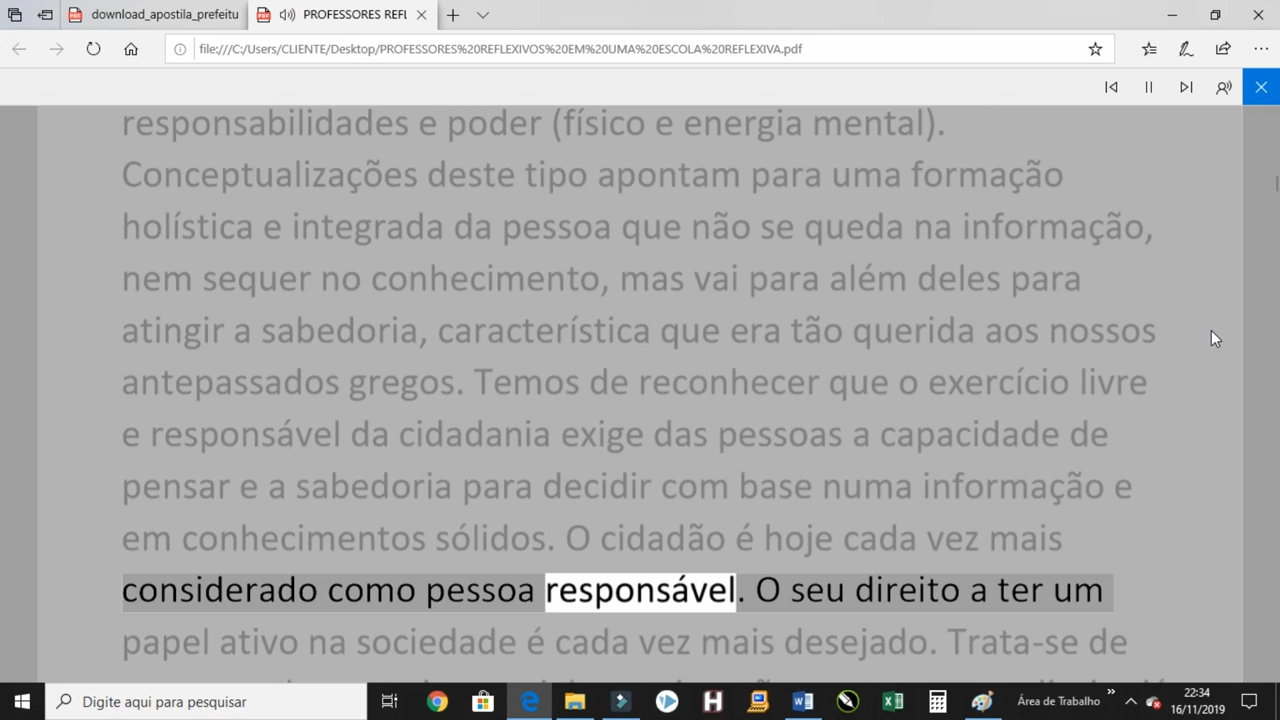 download_apostila_prefeitu
PROFESSORES REFL
file:///C:/Users/CLIENTE/Desktop/PROFESSORES%20REFLEXIVOS%20EM%20UMA%20ESCOLA%20REFLEXIVA.pdf
responsabilidades e poder (físico e energia mental).
Conceptualizações deste tipo apontam para uma formação
holística e integrada da pessoa que não se queda na informação,
nem sequer no conhecimento, mas vai para além deles para
atingir a sabedoria, característica que era tão querida aos nossos
antepassados gregos. Temos de reconhecer que o exercício livre
e responsável da cidadania exige das pessoas a capacidade de
pensar e a sabedoria para decidir com base numa informação e
em conhecimentos sólidos. O cidadão é hoje cada vez mais
considerado como pessoa responsável. O seu direito a ter um
papel ativo na sociedade é cada vez mais desejado. Trata-se de
Digite aqui para pesquisar
Área de Trabalho
22:34
16/11/2019